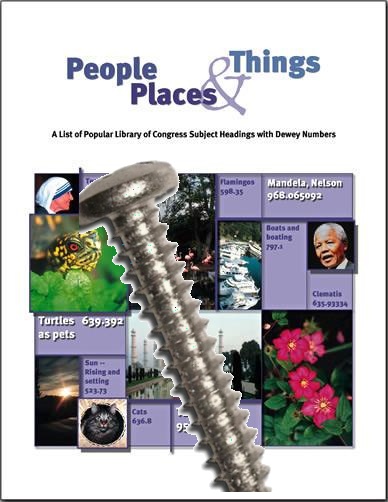 People
Places
&
Things
A List of Popular Library of Congress Subject Headings with Dewey Numbers
Flamingos
598.35
Mandela, Nelson
968.065092
Boats and
boating
797.1
Clematis
635.93334
Turtles 639.392
as pets
Sun --
Rising and
setting
523.73
Cats
636.8